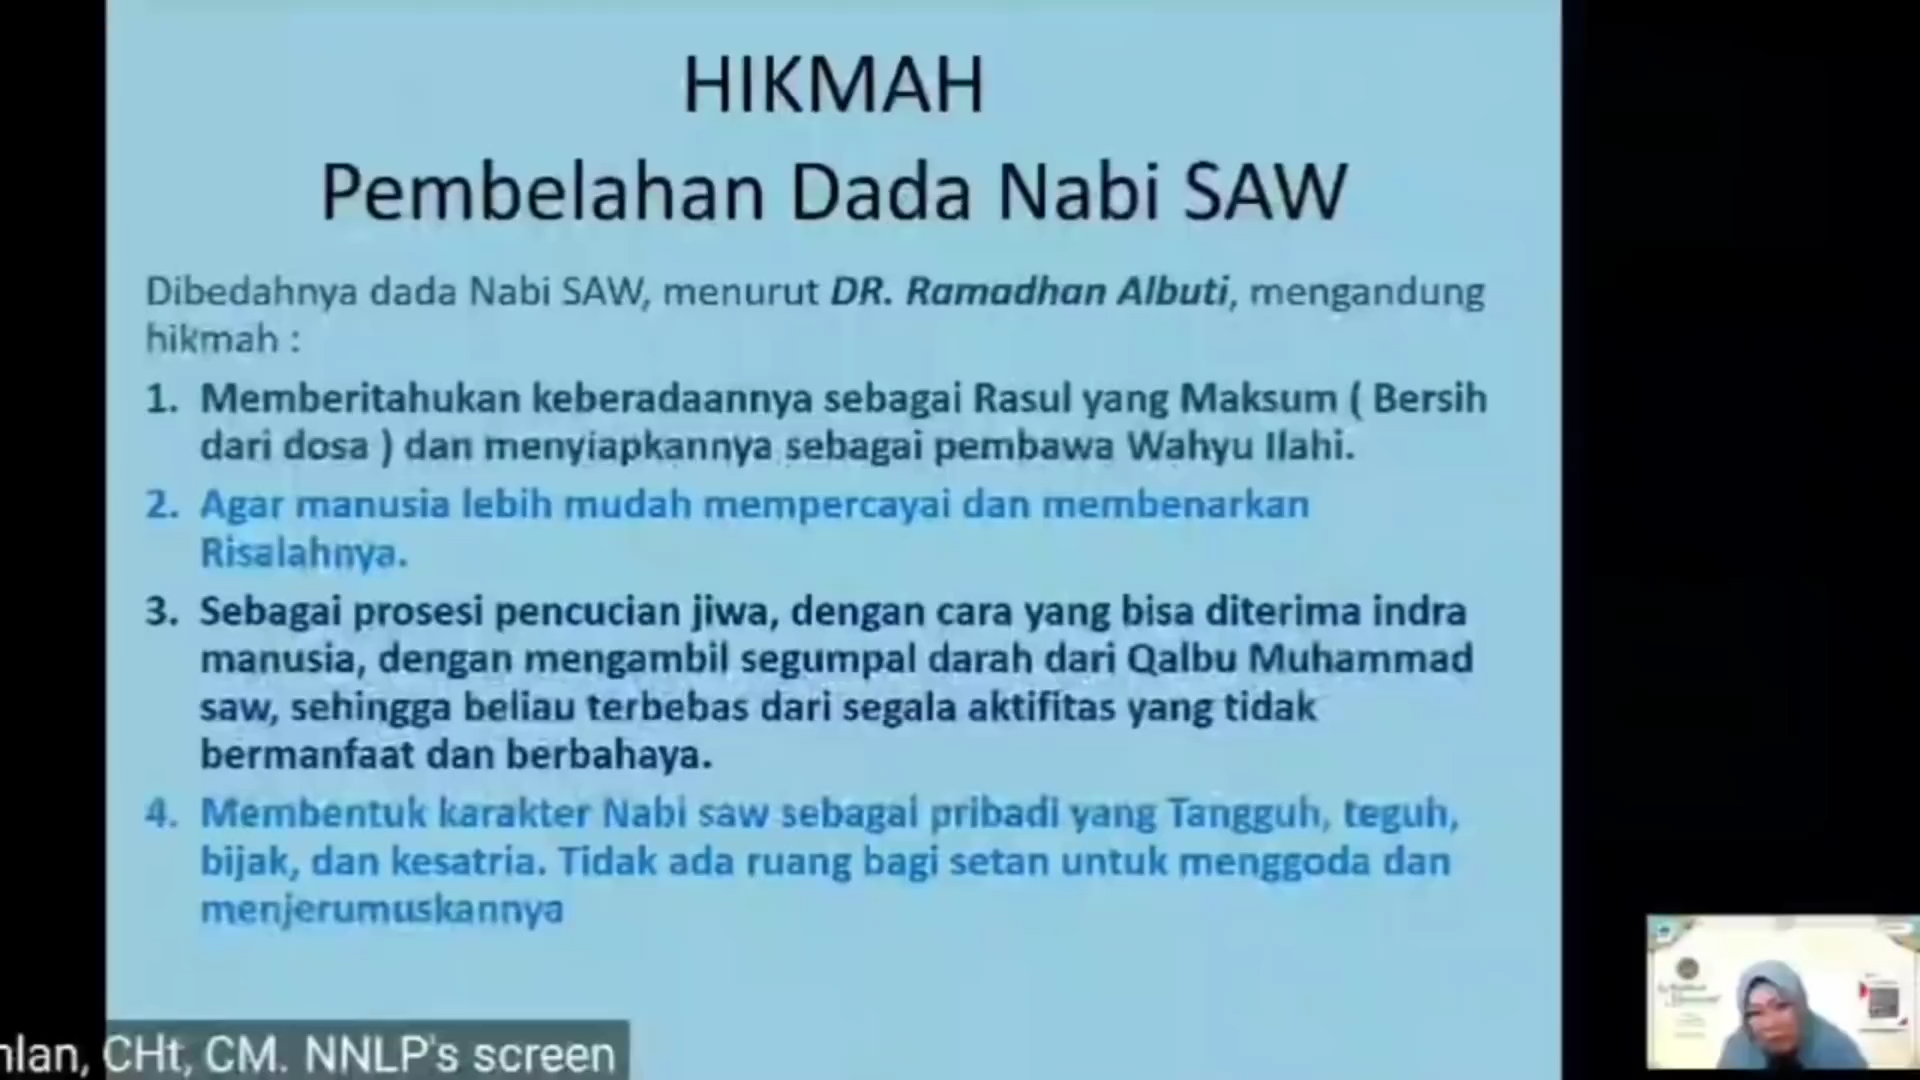 HIKMAH
Pembelahan Dada Nabi SAW
Dibedahnya dada Nabi SAW, menurut DR. Ramadhan Albuti, mengandung
hikmah :
1. Memberitahukan keberadaannya sebagai Rasul yang Maksum ( Bersih
dari dosa ) dan menyiapkannya sebagai pembawa Wahyu Ilahi.
2. Agar manusia lebih mudah mempercayai dan membenarkan
Risalahnya.
3. Sebagai prosesi pencucian jiwa, dengan cara yang bisa diterima indra
manusia, dengan mengambil segumpal darah dari Qalbu Muhammad
saw, sehingga beliau terbebas dari segala aktifitas yang tidak
bermanfaat dan berbahaya.
4. Membentuk karakter Nabi saw sebagai pribadi yang Tangguh, teguh,
bijak, dan kesatria. Tidak ada ruang bagi setan untuk menggoda dan
menjerumuskannya
CHt, CM. NNLP's screen